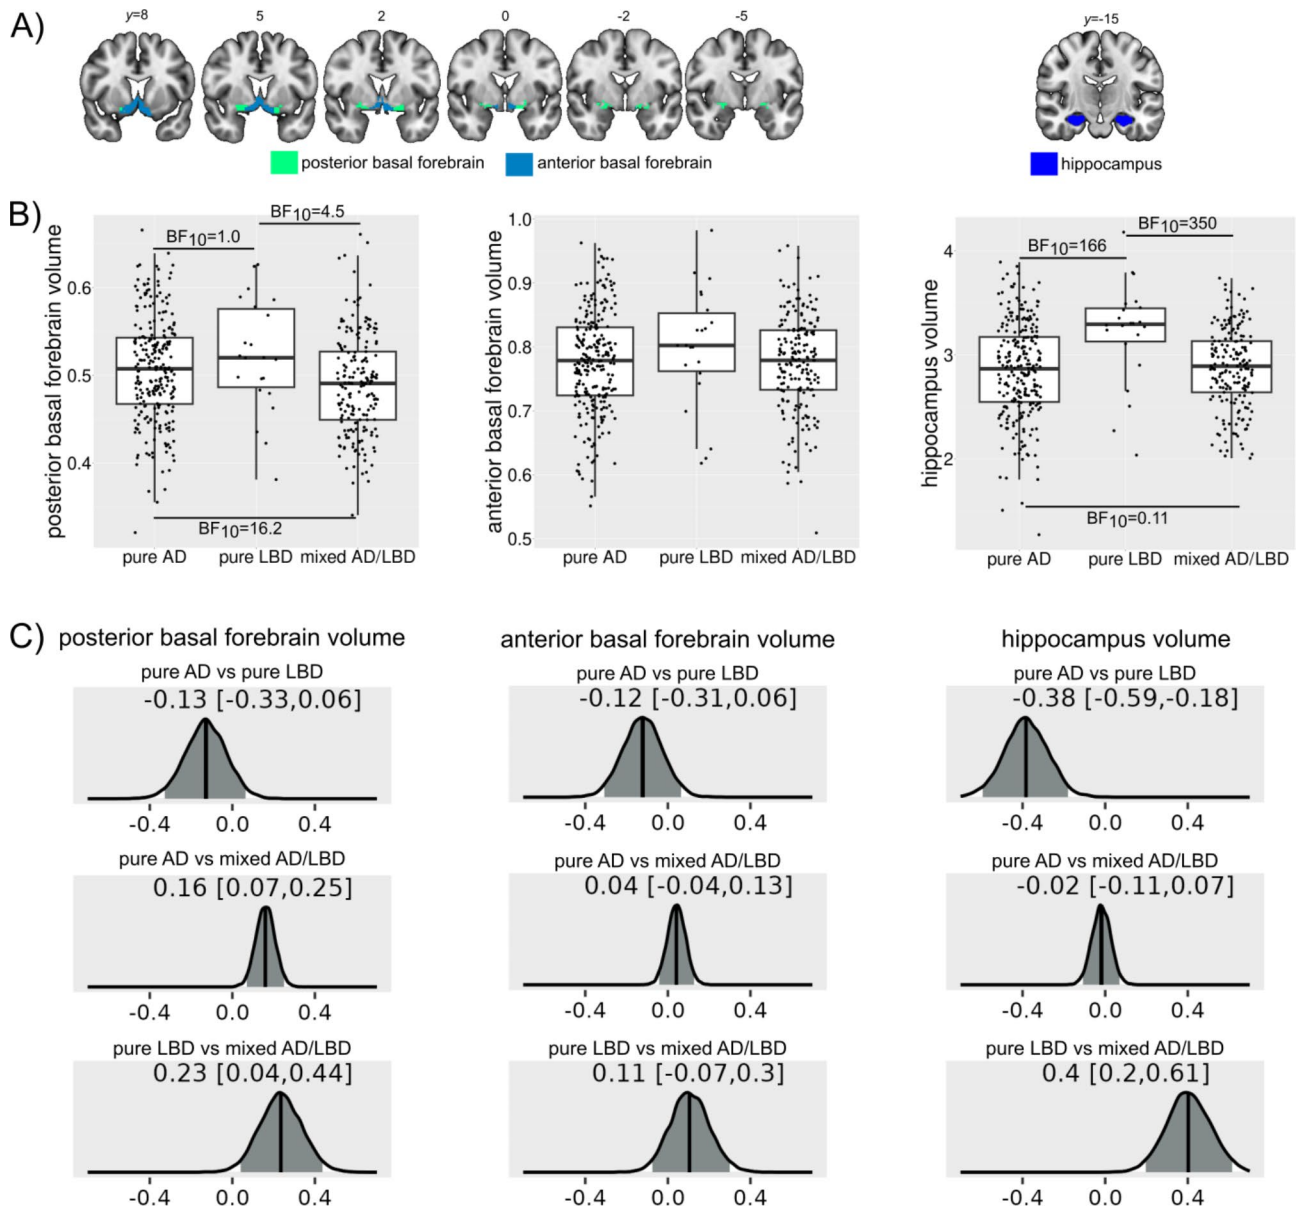 A)
y=8 5 2 0 -2 -5 y=-15
posterior basal forebrain anterior basal forebrain hippocampus
B)
posterior basal forebrain volume
0.6
0.5
0.4
BF10=4.5
BF10=1.0
BF10=16.2
pure AD pure LBD mixed AD/LBD
anterior basal forebrain volume
1.0
0.9
0.8
0.7
0.6
0.5
pure AD pure LBD mixed AD/LBD
hippocampus volume
4
3
2
BF10=350
BF10=166
BF10=0.11
pure AD pure LBD mixed AD/LBD
C)
posterior basal forebrain volume
pure AD vs pure LBD
-0.13 [-0.33,0.06]
-0.4 0.0 0.4
pure AD vs mixed AD/LBD
0.16 [0.07,0.25]
-0.4 0.0 0.4
pure LBD vs mixed AD/LBD
0.23 [0.04,0.44]
-0.4 0.0 0.4
anterior basal forebrain volume
pure AD vs pure LBD
-0.12 [-0.31,0.06]
-0.4 0.0 0.4
pure AD vs mixed AD/LBD
0.04 [-0.04,0.13]
-0.4 0.0 0.4
pure LBD vs mixed AD/LBD
0.11 [-0.07,0.3]
-0.4 0.0 0.4
hippocampus volume
pure AD vs pure LBD
-0.38 [-0.59,-0.18]
-0.4 0.0 0.4
pure AD vs mixed AD/LBD
-0.02 [-0.11,0.07]
-0.4 0.0 0.4
pure LBD vs mixed AD/LBD
0.4 [0.2,0.61]
-0.4 0.0 0.4